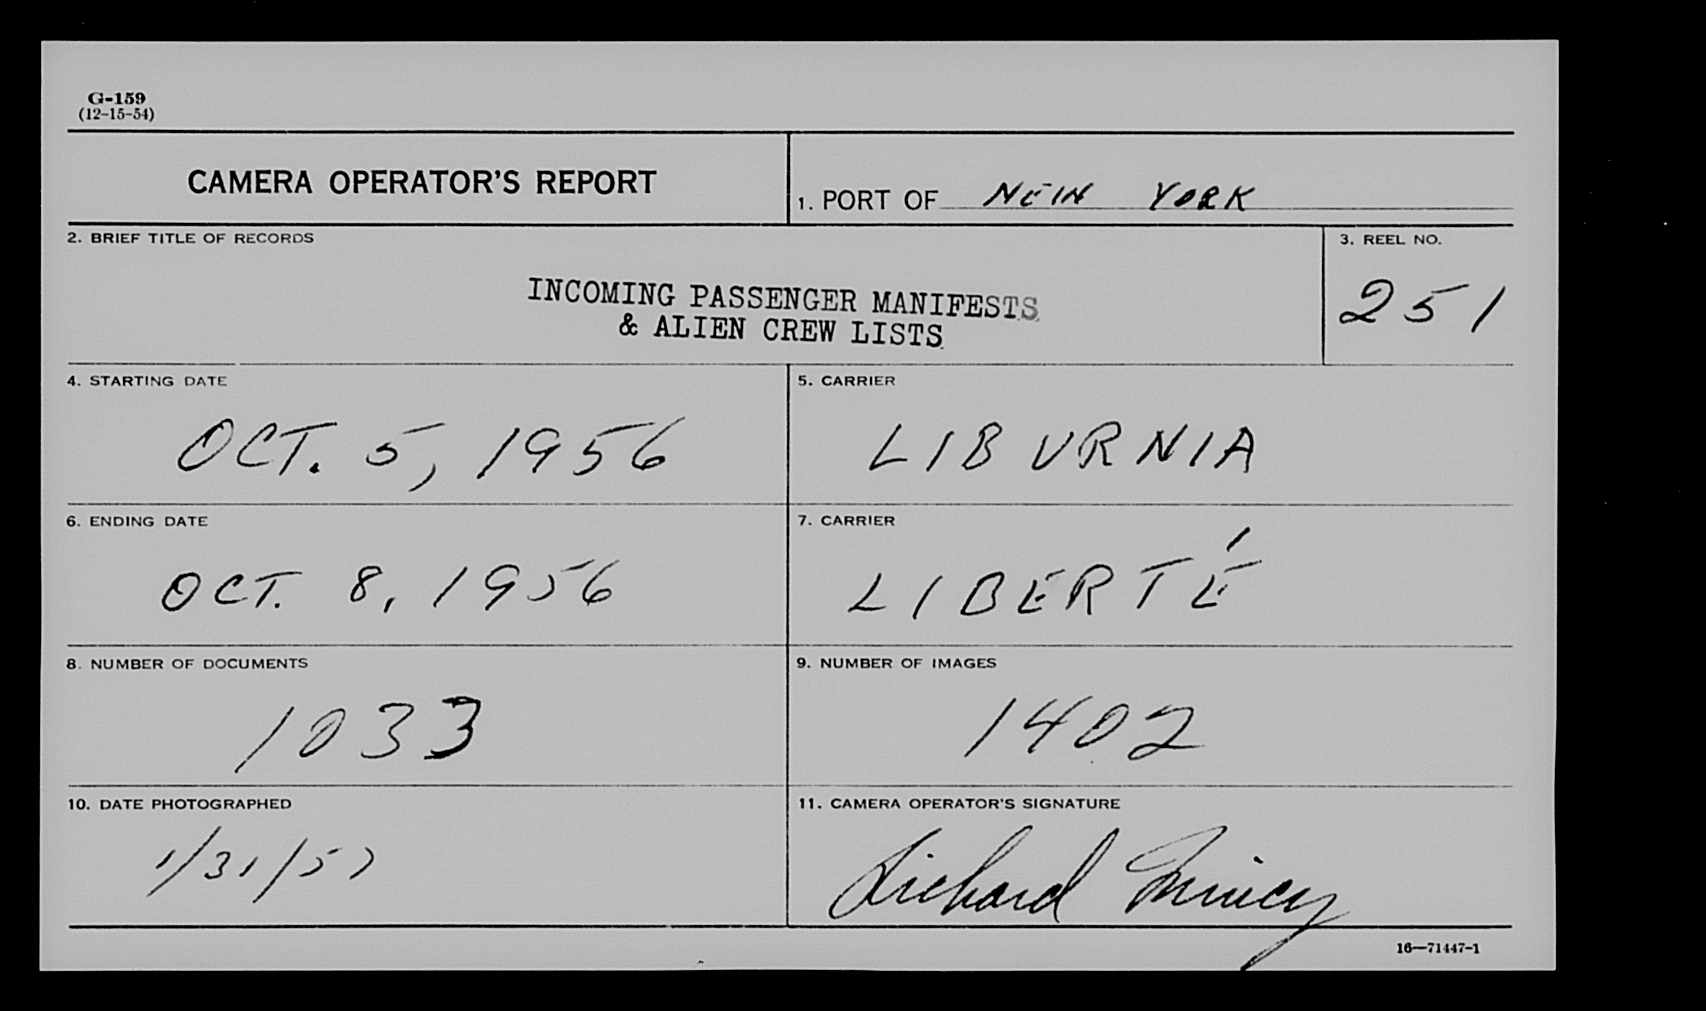 G-159
(12-15-54)
CAMERA OPERATOR'S REPORT
1. PORT OF NEW YORK
2. BRIEF TITLE OF RECORDS
INCOMING PASSENGER MANIFESTS
& ALIEN CREW LISTS
3. REEL NO.
251
4. STARTING DATE
OCT. 5, 1956
5. CARRIER
LIBURNIA
6. ENDING DATE
OCT. 8, 1956
7. CARRIER
LIBERTÉ
8. NUMBER OF DOCUMENTS
1033
9. NUMBER OF IMAGES
1402
10. DATE PHOTOGRAPHED
1/31/57
11. CAMERA OPERATOR'S SIGNATURE
Richard
16—71447-1